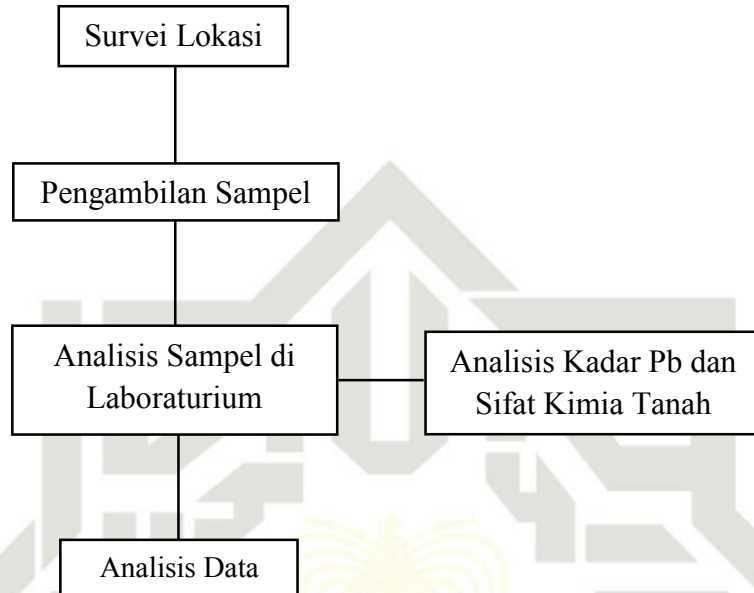 Survei Lokasi
Pengambilan Sampel
Analisis Sampel di
Laboraturium
Analisis Kadar Pb dan
Sifat Kimia Tanah
Analisis Data